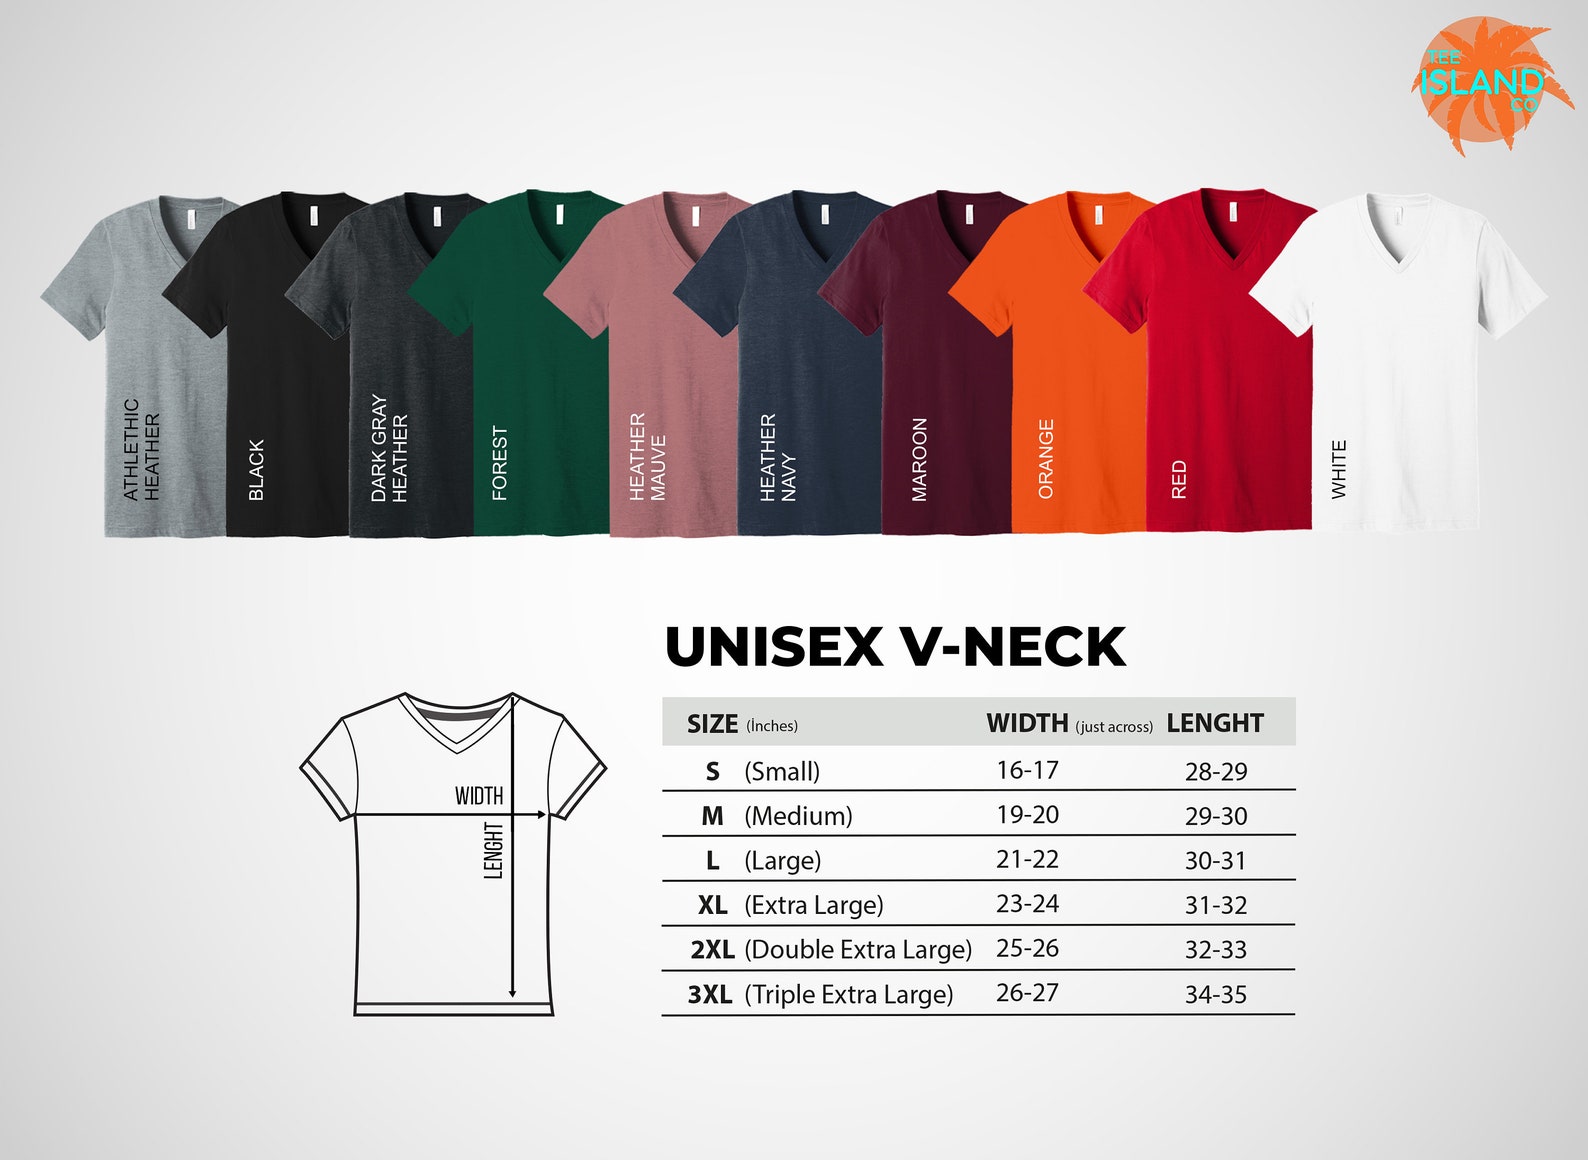 TEE
ISLAND
CO
ATHLETHIC
HEATHER
BLACK
DARK GRAY
HEATHER
FOREST
HEATHER
MAUVE
HEATHER
NAVY
MAROON
ORANGE
RED
WHITE
UNISEX V-NECK
SIZE (İnches) WIDTH (just across) LENGHT
S (Small) 16-17 28-29
M (Medium) 19-20 29-30
L (Large) 21-22 30-31
XL (Extra Large) 23-24 31-32
2XL (Double Extra Large) 25-26 32-33
3XL (Triple Extra Large) 26-27 34-35
WIDTH
LENGHT